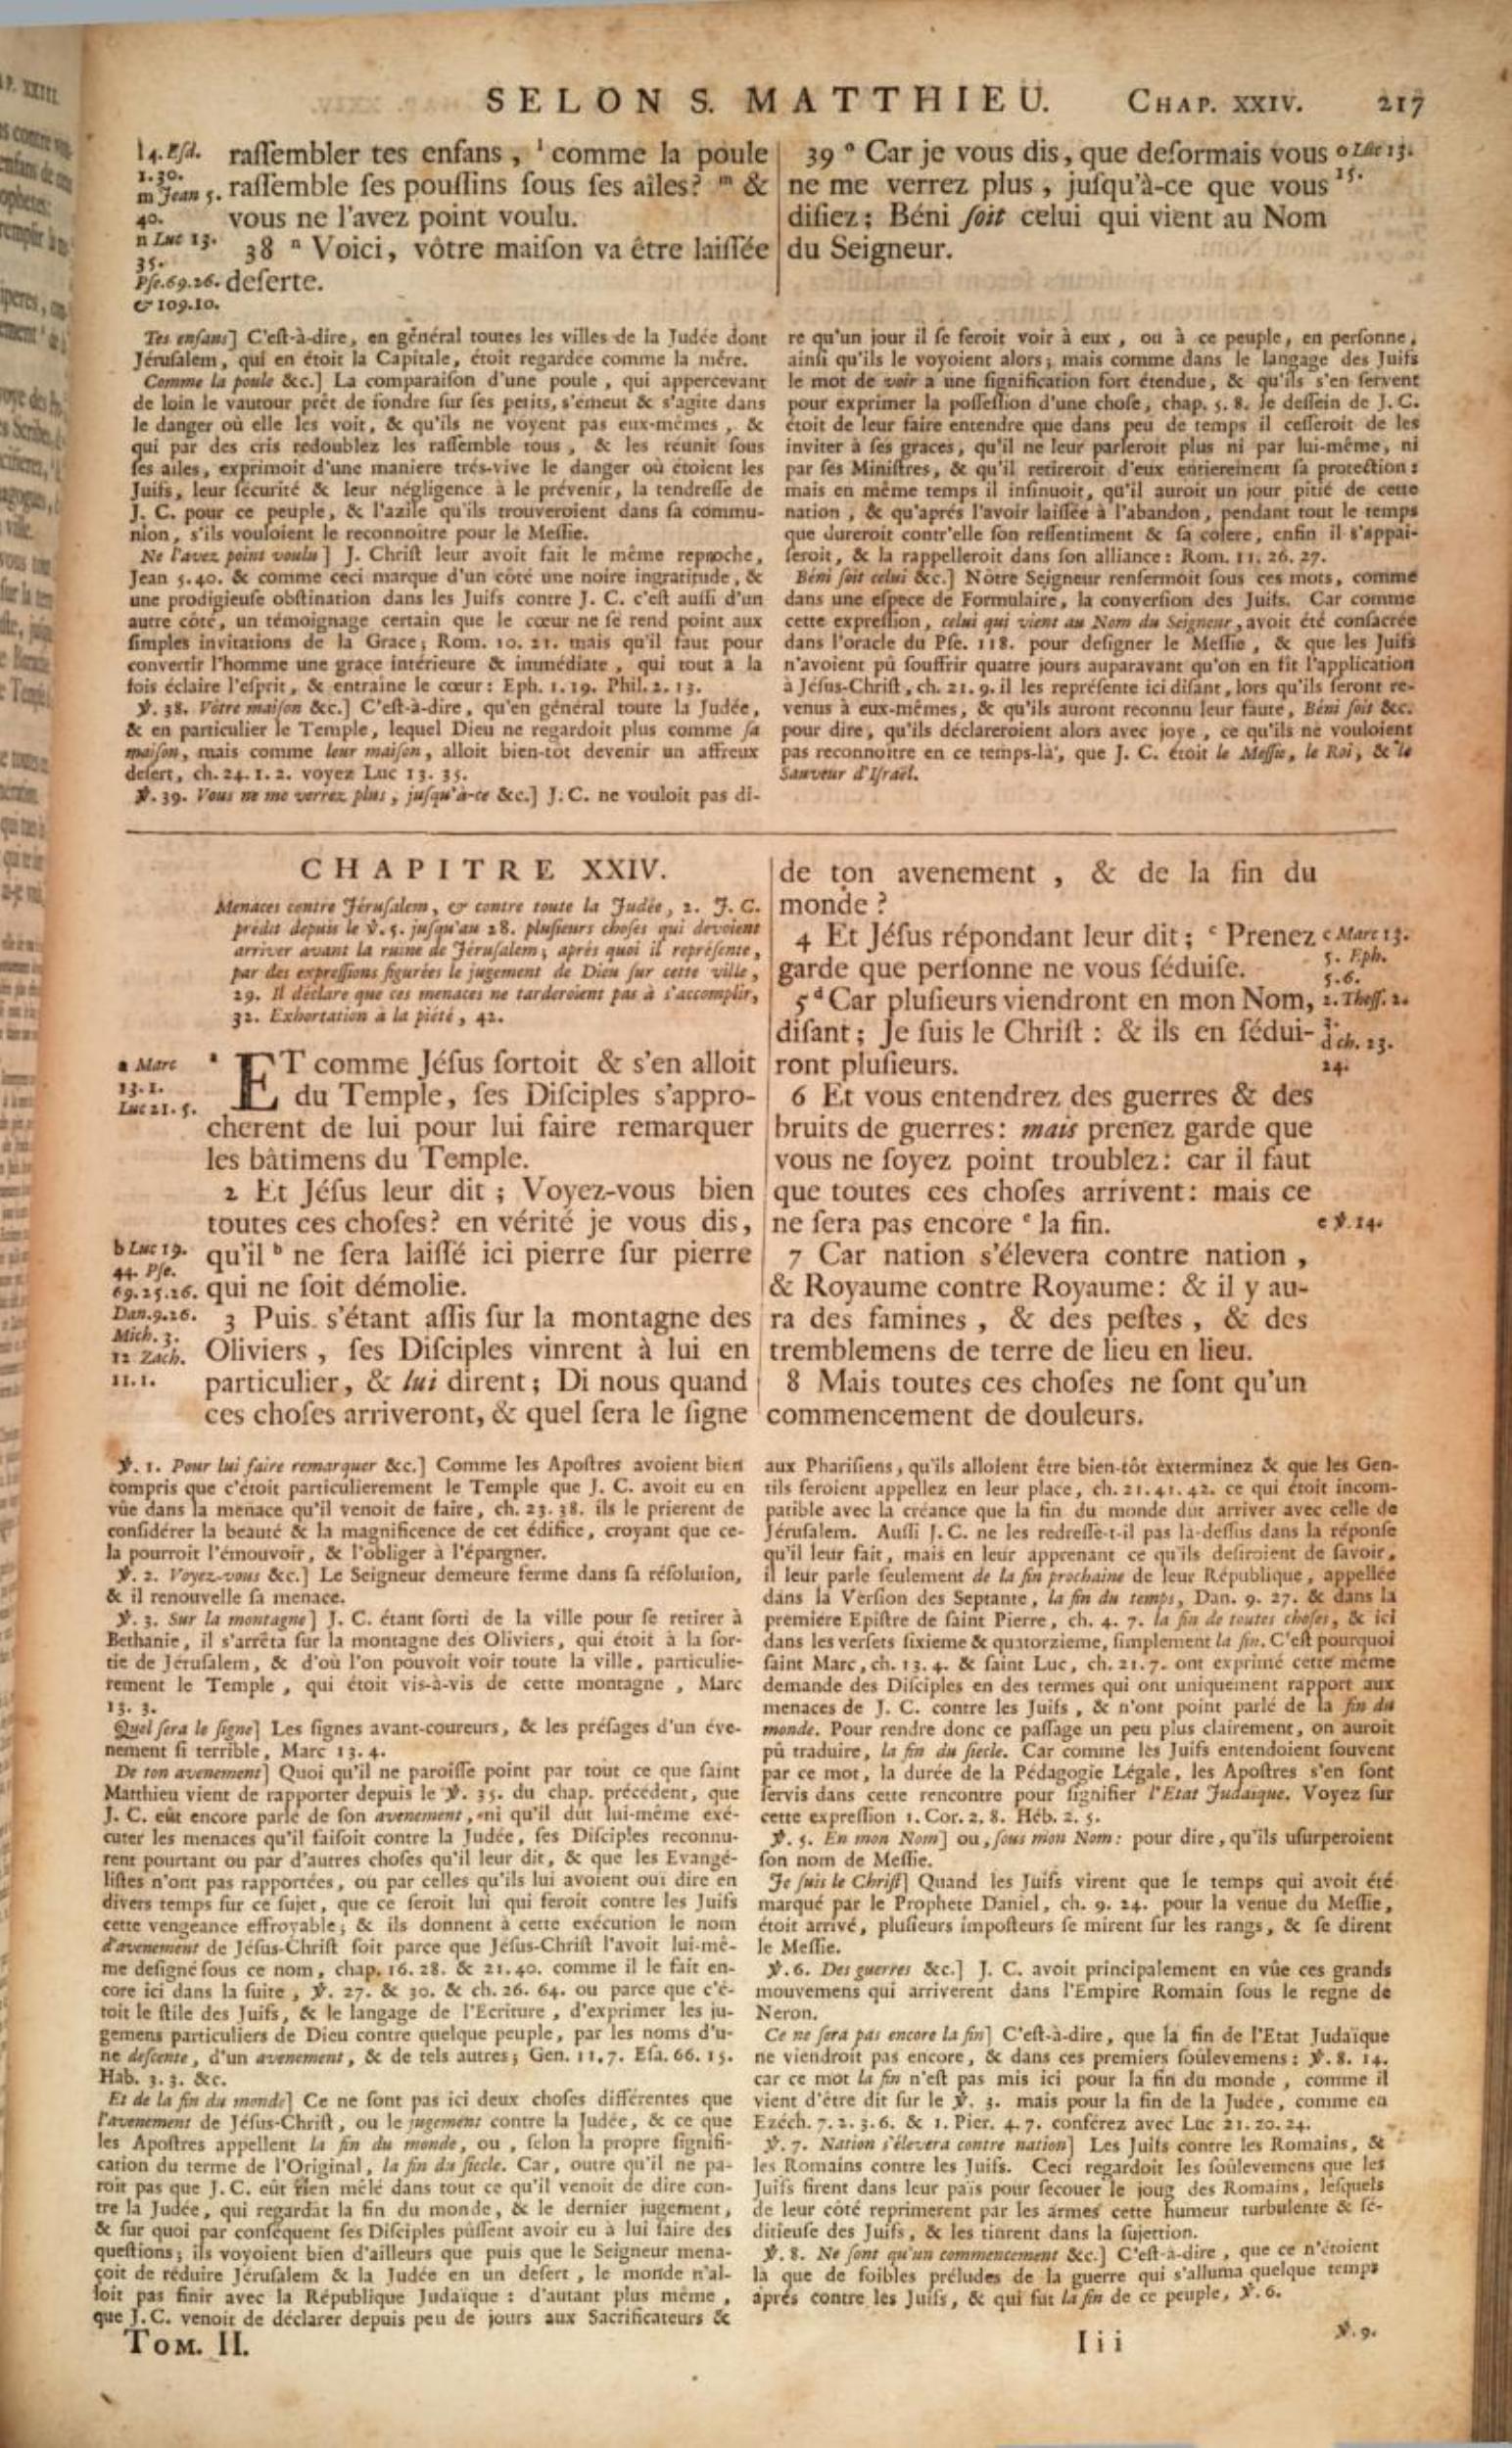 SELON S. MATTHIEU. CHAP. XXIV. 217
l 4. Esd.
1.30.
m Jean 5.
40.
n Luc 13.
35.
Pse. 69.26.
& 109.10.
raſſembler tes enfans, ˡ comme la poule
raſſemble ſes pouſſins ſous ſes aîles? ᵐ &
vous ne l'avez point voulu.
38 ⁿ Voici, vôtre maiſon va être laiſſée
deſerte.
39 ᵒ Car je vous dis, que deſormais vous
ne me verrez plus, juſqu'à-ce que vous
diſiez; Béni ſoit celui qui vient au Nom
du Seigneur.
o Luc 13.
15.
Tes enfans] C'eſt-à-dire, en général toutes les villes de la Judée dont
Jéruſalem, qui en étoit la Capitale, étoit regardée comme la mére.
Comme la poule &c.] La comparaiſon d'une poule, qui appercevant
de loin le vautour prêt de fondre ſur ſes petits, s'émeut & s'agite dans
le danger où elle les voit, & qu'ils ne voyent pas eux-mêmes, &
qui par des cris redoublez les raſſemble tous, & les réunit ſous
ſes ailes, exprimoit d'une maniere trés-vive le danger où étoient les
Juifs, leur ſécurité & leur négligence à le prévenir, la tendreſſe de
J. C. pour ce peuple, & l'azile qu'ils trouveroient dans ſa commu-
nion, s'ils vouloient le reconnoitre pour le Meſſie.
Ne l'avez point voulu] J. Chriſt leur avoit fait le même reproche,
Jean 5.40. & comme ceci marque d'un côté une noire ingratitude, &
une prodigieuſe obſtination dans les Juifs contre J. C. c'eſt auſſi d'un
autre côté, un témoignage certain que le cœur ne ſe rend point aux
ſimples invitations de la Grace; Rom. 10. 21. mais qu'il faut pour
convertir l'homme une grace intérieure & immédiate, qui tout à la
fois éclaire l'eſprit, & entraîne le cœur: Eph. 1.19. Phil. 2. 13.
℣. 38. Vôtre maiſon &c.] C'eſt-à-dire, qu'en général toute la Judée,
& en particulier le Temple, lequel Dieu ne regardoit plus comme ſa
maiſon, mais comme leur maiſon, alloit bien-tôt devenir un affreux
deſert, ch. 24. 1. 2. voyez Luc 13. 35.
℣. 39. Vous ne me verrez plus, juſqu'à-ce &c.] J. C. ne vouloit pas di-
re qu'un jour il ſe feroit voir à eux, ou à ce peuple, en perſonne,
ainſi qu'ils le voyoient alors; mais comme dans le langage des Juifs
le mot de voir a une ſignification fort étendue, & qu'ils s'en ſervent
pour exprimer la poſſeſſion d'une choſe, chap. 5. 8. le deſſein de J. C.
étoit de leur faire entendre que dans peu de temps il ceſſeroit de les
inviter à ſes graces, qu'il ne leur parleroit plus ni par lui-même, ni
par ſes Miniſtres, & qu'il retireroit d'eux entierement ſa protection:
mais en même temps il inſinuoit, qu'il auroit un jour pitié de cette
nation, & qu'aprés l'avoir laiſſée à l'abandon, pendant tout le temps
que dureroit contr'elle ſon reſſentiment & ſa colere, enfin il s'appai-
ſeroit, & la rappelleroit dans ſon alliance: Rom. 11. 26. 27.
Béni ſoit celui &c.] Nôtre Seigneur renfermoit ſous ces mots, comme
dans une eſpece de Formulaire, la converſion des Juifs. Car comme
cette expreſſion, celui qui vient au Nom du Seigneur, avoit été conſacrée
dans l'oracle du Pſe. 118. pour deſigner le Meſſie, & que les Juifs
n'avoient pû ſouffrir quatre jours auparavant qu'on en fit l'application
à Jéſus-Chriſt, ch. 21. 9. il les repréſente ici diſant, lors qu'ils ſeront re-
venus à eux-mêmes, & qu'ils auront reconnu leur faute, Béni ſoit &c.
pour dire, qu'ils déclareroient alors avec joye, ce qu'ils ne vouloient
pas reconnoître en ce temps-là, que J. C. étoit le Meſſie, le Roi, & le
Sauveur d'Iſraël.
CHAPITRE XXIV.
Menaces contre Jéruſalem, & contre toute la Judée, 2. J. C.
prédit depuis le ℣. 5. juſqu'au 28. pluſieurs choſes qui devoient
arriver avant la ruine de Jéruſalem; aprés quoi il repréſente,
par des expreſſions figurées le jugement de Dieu ſur cette ville,
29. Il déclare que ces menaces ne tarderoient pas à s'accomplir,
32. Exhortation à la piété, 42.
a Marc
13.1.
Luc 21. 5.
ᵃ ET comme Jéſus ſortoit & s'en alloit
du Temple, ſes Diſciples s'appro-
cherent de lui pour lui faire remarquer
les bâtimens du Temple.
2 Et Jéſus leur dit; Voyez-vous bien
toutes ces choſes? en vérité je vous dis,
qu'il ᵇ ne ſera laiſſé ici pierre ſur pierre
qui ne ſoit démolie.
3 Puis s'étant aſſis ſur la montagne des
Oliviers, ſes Diſciples vinrent à lui en
particulier, & lui dirent; Di nous quand
ces choſes arriveront, & quel ſera le ſigne
b Luc 19.
44. Pſe.
69.25.26.
Dan. 9.26.
Mich. 3.
12 Zach.
11.1.
de ton avenement, & de la fin du
monde?
4 Et Jéſus répondant leur dit; ᶜ Prenez
garde que perſonne ne vous ſéduiſe.
5 ᵈ Car pluſieurs viendront en mon Nom,
diſant; Je ſuis le Chriſt: & ils en ſédui-
ront pluſieurs.
6 Et vous entendrez des guerres & des
bruits de guerres: mais prenez garde que
vous ne ſoyez point troublez: car il faut
que toutes ces choſes arrivent: mais ce
ne ſera pas encore ᵉ la fin.
7 Car nation s'élevera contre nation,
& Royaume contre Royaume: & il y au-
ra des famines, & des peſtes, & des
tremblemens de terre de lieu en lieu.
8 Mais toutes ces choſes ne ſont qu'un
commencement de douleurs.
c Marc 13.
5. Eph.
5.6.
2. Theſſ. 2.
3.
d ch. 23.
24.
e ℣. 14.
℣. 1. Pour lui faire remarquer &c.] Comme les Apoſtres avoient bien
compris que c'étoit particulierement le Temple que J. C. avoit eu en
vûe dans la menace qu'il venoit de faire, ch. 23. 38. ils le prierent de
conſidérer la beauté & la magnificence de cet édifice, croyant que ce-
la pourroit l'émouvoir, & l'obliger à l'épargner.
℣. 2. Voyez-vous &c.] Le Seigneur demeure ferme dans ſa réſolution,
& il renouvelle ſa menace.
℣. 3. Sur la montagne] J. C. étant ſorti de la ville pour ſe retirer à
Bethanie, il s'arrêta ſur la montagne des Oliviers, qui étoit à la ſor-
tie de Jéruſalem, & d'où l'on pouvoit voir toute la ville, particulie-
rement le Temple, qui étoit vis-à-vis de cette montagne, Marc
13. 3.
Quel ſera le ſigne] Les ſignes avant-coureurs, & les préſages d'un éve-
nement ſi terrible, Marc 13. 4.
De ton avenement] Quoi qu'il ne paroiſſe point par tout ce que ſaint
Matthieu vient de rapporter depuis le ℣. 35. du chap. précédent, que
J. C. eût encore parlé de ſon avenement, ni qu'il dût lui-même exé-
cuter les menaces qu'il faiſoit contre la Judée, ſes Diſciples reconnu-
rent pourtant ou par d'autres choſes qu'il leur dit, & que les Evangé-
liſtes n'ont pas rapportées, ou par celles qu'ils lui avoient oui dire en
divers temps ſur ce ſujet, que ce ſeroit lui qui feroit contre les Juifs
cette vengeance effroyable; & ils donnent à cette exécution le nom
d'avenement de Jéſus-Chriſt ſoit parce que Jéſus-Chriſt l'avoit lui-mê-
me deſigné ſous ce nom, chap. 16. 28. & 21.40. comme il le fait en-
core ici dans la ſuite, ℣. 27. & 30. & ch. 26. 64. ou parce que c'é-
toit le ſtile des Juifs, & le langage de l'Ecriture, d'exprimer les ju-
gemens particuliers de Dieu contre quelque peuple, par les noms d'u-
ne deſcente, d'un avenement, & de tels autres; Gen. 11.7. Eſa. 66. 15.
Hab. 3. 3. &c.
Et de la fin du monde] Ce ne ſont pas ici deux choſes différentes que
l'avenement de Jéſus-Chriſt, ou le jugement contre la Judée, & ce que
les Apoſtres appellent la fin du monde, ou, ſelon la propre ſignifi-
cation du terme de l'Original, la fin du ſiecle. Car, outre qu'il ne pa-
roit pas que J. C. eût rien mêlé dans tout ce qu'il venoit de dire con-
tre la Judée, qui regardât la fin du monde, & le dernier jugement,
& ſur quoi par conſéquent ſes Diſciples pûſſent avoir eu à lui faire des
queſtions; ils voyoient bien d'ailleurs que puis que le Seigneur mena-
çoit de réduire Jéruſalem & la Judée en un deſert, le monde n'al-
loit pas finir avec la République Judaïque: d'autant plus même,
que J. C. venoit de déclarer depuis peu de jours aux Sacrificateurs &
aux Phariſiens, qu'ils alloient être bien-tôt exterminez & que les Gen-
tils ſeroient appellez en leur place, ch. 21. 41. 42. ce qui étoit incom-
patible avec la créance que la fin du monde dût arriver avec celle de
Jéruſalem. Auſſi J. C. ne les redreſſe-t-il pas là-deſſus dans la réponſe
qu'il leur fait, mais en leur apprenant ce qu'ils deſiroient de ſavoir,
il leur parle ſeulement de la fin prochaine de leur République, appellée
dans la Verſion des Septante, la fin du temps, Dan. 9. 27. & dans la
premiére Epiſtre de ſaint Pierre, ch. 4. 7. la fin de toutes choſes, & ici
dans les verſets ſixieme & quatorzieme, ſimplement la fin. C'eſt pourquoi
ſaint Marc, ch. 13. 4. & ſaint Luc, ch. 21. 7. ont exprimé cette même
demande des Diſciples en des termes qui ont uniquement rapport aux
menaces de J. C. contre les Juifs, & n'ont point parlé de la fin du
monde. Pour rendre donc ce paſſage un peu plus clairement, on auroit
pû traduire, la fin du ſiecle. Car comme les Juifs entendoient ſouvent
par ce mot, la durée de la Pédagogie Légale, les Apoſtres s'en ſont
ſervis dans cette rencontre pour ſignifier l'Etat Judaïque. Voyez ſur
cette expreſſion 1. Cor. 2. 8. Héb. 2. 5.
℣. 5. En mon Nom] ou, ſous mon Nom: pour dire, qu'ils uſurperoient
ſon nom de Meſſie.
Je ſuis le Chriſt] Quand les Juifs virent que le temps qui avoit été
marqué par le Prophete Daniel, ch. 9. 24. pour la venue du Meſſie,
étoit arrivé, pluſieurs impoſteurs ſe mirent ſur les rangs, & ſe dirent
le Meſſie.
℣. 6. Des guerres &c.] J. C. avoit principalement en vûe ces grands
mouvemens qui arriverent dans l'Empire Romain ſous le regne de
Neron.
Ce ne ſera pas encore la fin] C'eſt-à-dire, que la fin de l'Etat Judaïque
ne viendroit pas encore, & dans ces premiers ſoûlevemens: ℣. 8. 14.
car ce mot la fin n'eſt pas mis ici pour la fin du monde, comme il
vient d'être dit ſur le ℣. 3. mais pour la fin de la Judée, comme en
Ezéch. 7. 2. 3. 6. & 1. Pier. 4. 7. conférez avec Luc 21. 20. 24.
℣. 7. Nation s'élevera contre nation] Les Juifs contre les Romains, &
les Romains contre les Juifs. Ceci regardoit les ſoûlevemens que les
Juifs firent dans leur païs pour ſecouer le joug des Romains, leſquels
de leur côté reprimerent par les armes cette humeur turbulente & ſé-
ditieuſe des Juifs, & les tinrent dans la ſujettion.
℣. 8. Ne ſont qu'un commencement &c.] C'eſt-à-dire, que ce n'étoient
là que de foibles préludes de la guerre qui s'alluma quelque temps
aprés contre les Juifs, & qui fut la fin de ce peuple, ℣. 6.
TOM. II. Iii ℣. 9.